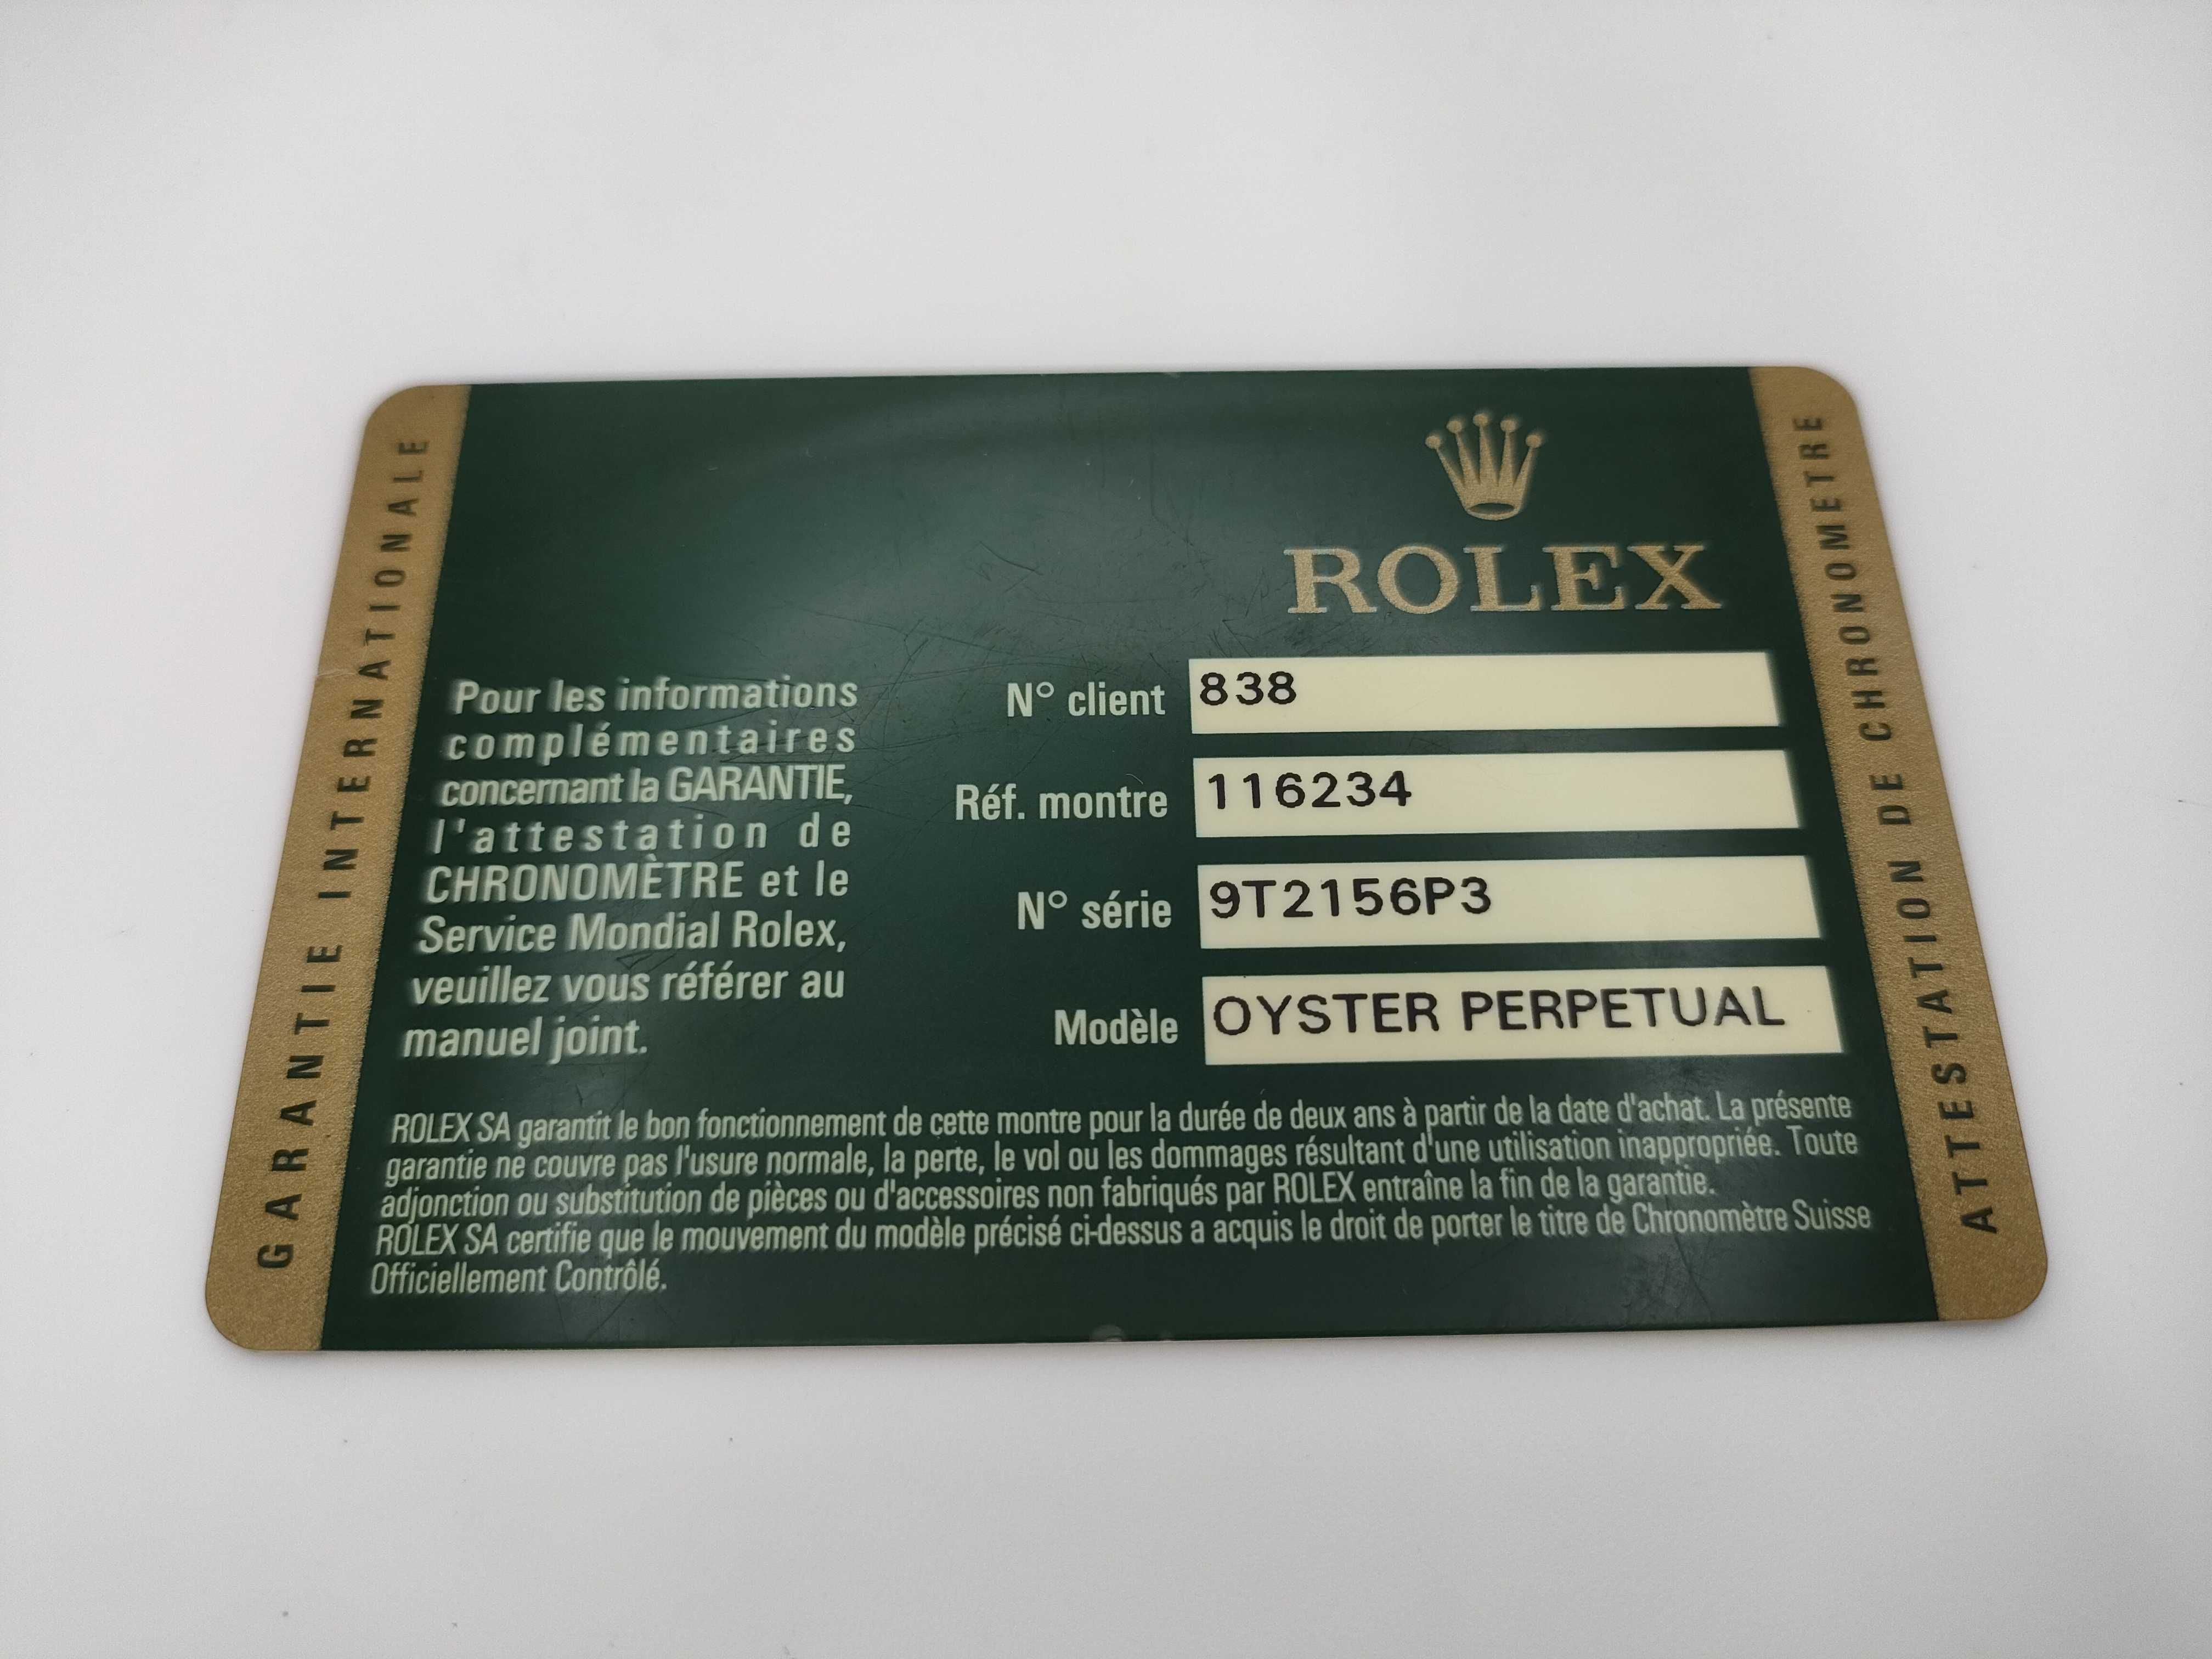 GARANTIE INTERNATIONALE
ROLEX
Pour les informations
complémentaires
concernant la GARANTIE,
l'attestation de
CHRONOMÈTRE et le
Service Mondial Rolex,
veuillez vous référer au
manuel joint.
N° client 838
Réf. montre 116234
N° série 9T2156P3
Modèle OYSTER PERPETUAL
ROLEX SA garantit le bon fonctionnement de cette montre pour la durée de deux ans à partir de la date d'achat. La présente
garantie ne couvre pas l'usure normale, la perte, le vol ou les dommages résultant d'une utilisation inappropriée. Toute
adjonction ou substitution de pièces ou d'accessoires non fabriqués par ROLEX entraîne la fin de la garantie.
ROLEX SA certifie que le mouvement du modèle précisé ci-dessus a acquis le droit de porter le titre de Chronomètre Suisse
Officiellement Contrôlé.
ATTESTATION DE CHRONOMETRE